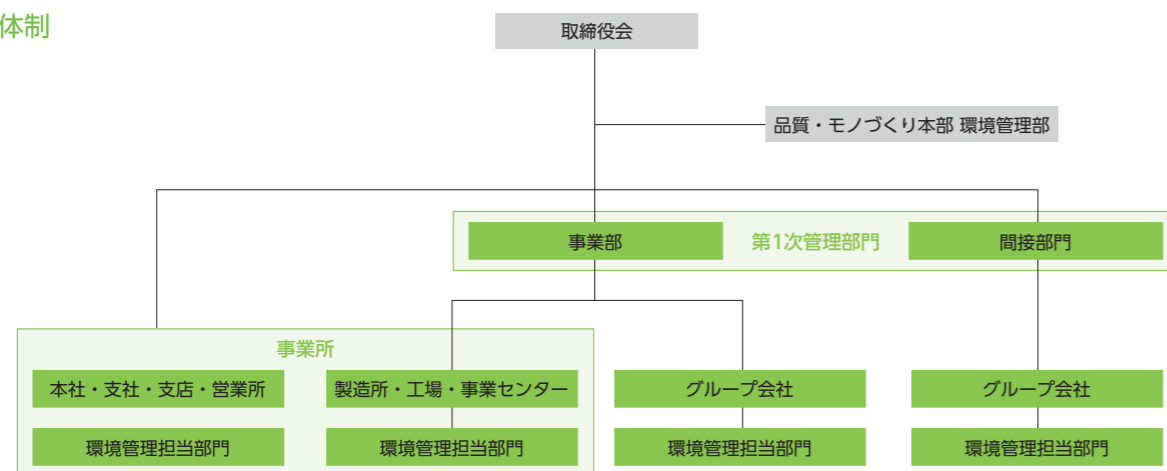 体制
取締役会
品質・モノづくり本部 環境管理部
事業部
第1次管理部門
間接部門
事業所
本社・支社・支店・営業所
製造所・工場・事業センター
グループ会社
グループ会社
環境管理担当部門
環境管理担当部門
環境管理担当部門
環境管理担当部門